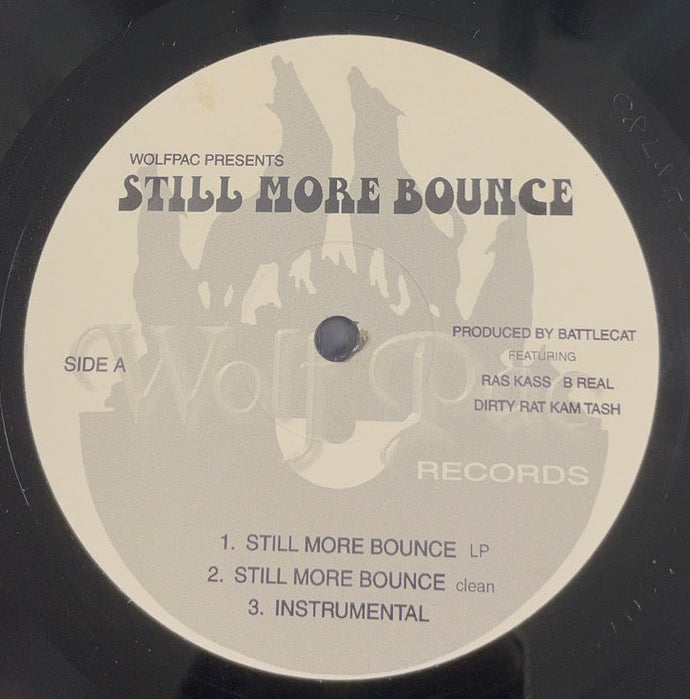 WOLFPAC PRESENTS
STILL MORE BOUNCE
PRODUCED BY BATTLECAT
FEATURING
SIDE A
RAS KASS B REAL
DIRTY RAT KAM TASH
Wolf Pac
RECORDS
1. STILL MORE BOUNCE LP
2. STILL MORE BOUNCE clean
3. INSTRUMENTAL